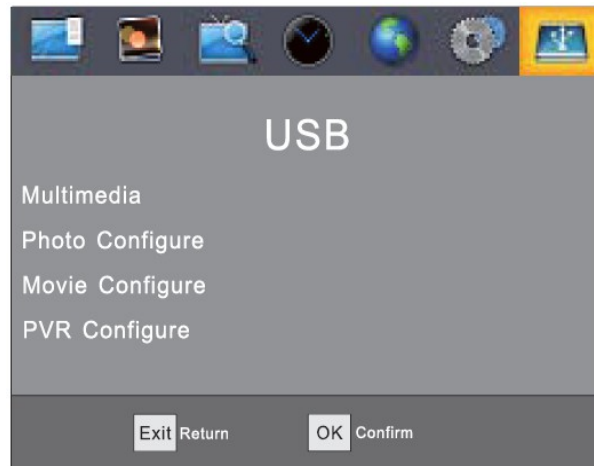 USB
Multimedia
Photo Configure
Movie Configure
PVR Configure
Exit Return OK Confirm